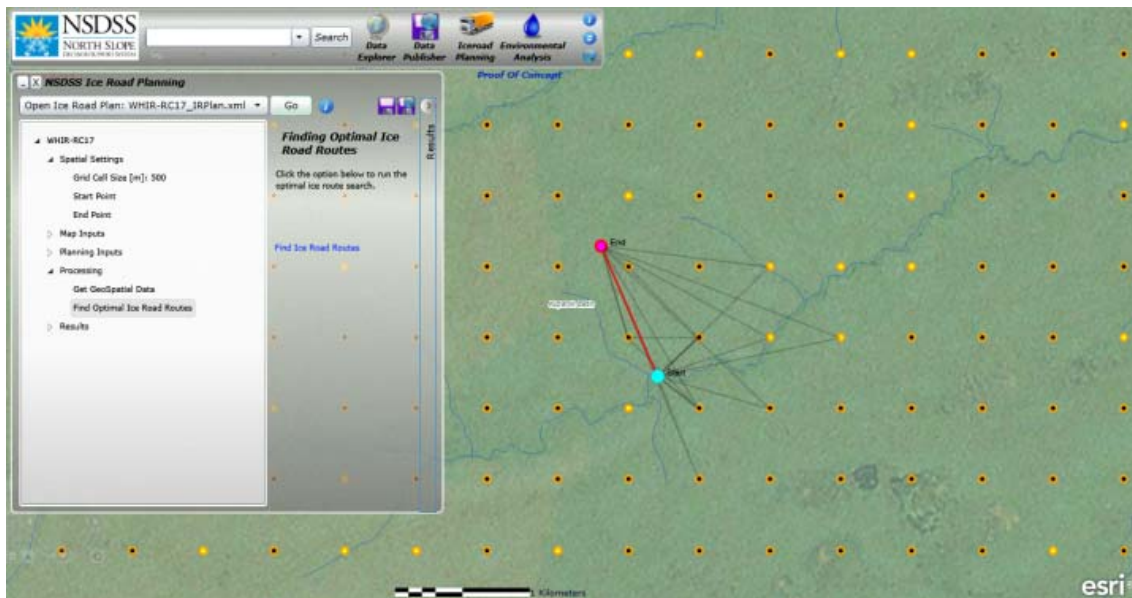 NSDSS
NORTH SLOPE
DECISION SUPPORT SYSTEM
Search
Data Explorer
Data Publisher
Iceroad Planning
Environmental Analysis
Proof Of Concept
_ X NSDSS Ice Road Planning
Open Ice Road Plan: WHIR-RC17_IRPlan.xml
Go
Results
WHIR-RC17
Spatial Settings
Grid Cell Size [m]: 500
Start Point
End Point
Map Inputs
Planning Inputs
Processing
Get GeoSpatial Data
Find Optimal Ice Road Routes
Results
Finding Optimal Ice
Road Routes
Click the option below to run the
optimal ice route search.
Find Ice Road Routes
End
Start
1 Kilometers
esri